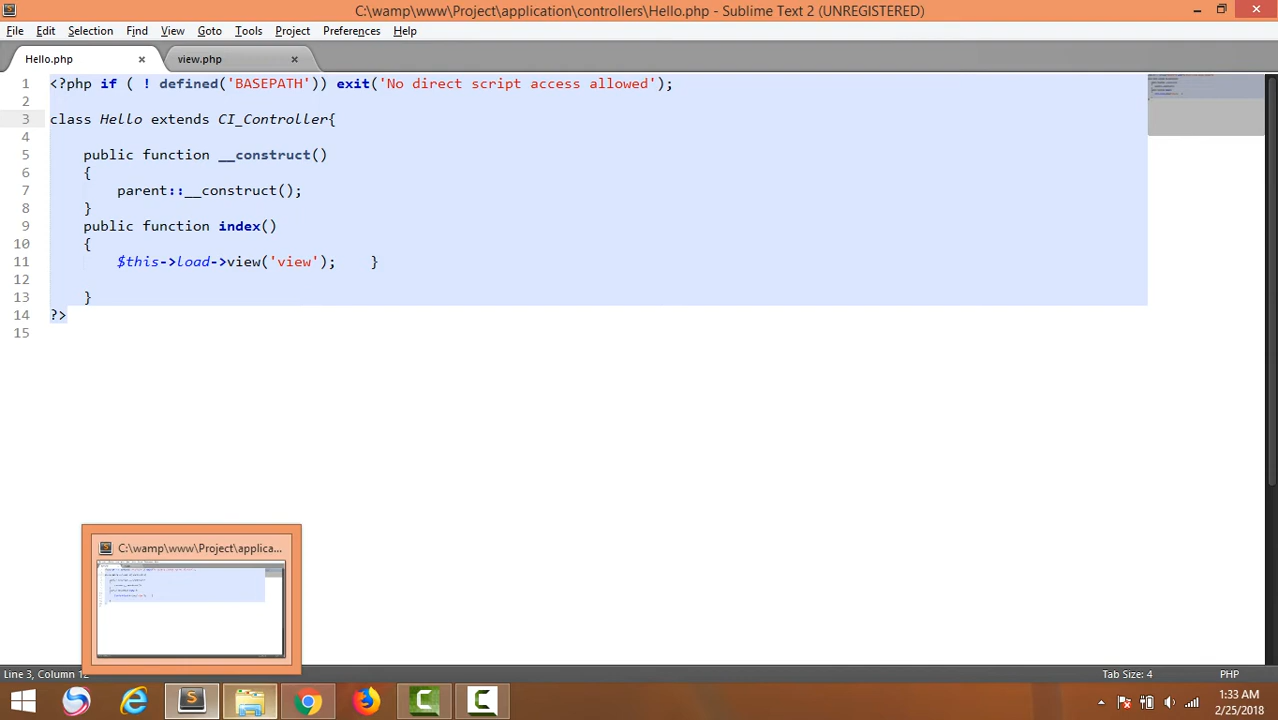 C:\wamp\www\Project\application\controllers\Hello.php - Sublime Text 2 (UNREGISTERED)
File Edit Selection Find View Goto Tools Project Preferences Help
Hello.php view.php
1 <?php if ( ! defined('BASEPATH')) exit('No direct script access allowed');
2
3 class Hello extends CI_Controller{
4
5 public function __construct()
6 {
7 parent::__construct();
8 }
9 public function index()
10 {
11 $this->load->view('view'); }
12
13 }
14 ?>
15
C:\wamp\www\Project\applica...
Line 3, Column Tab Size: 4 PHP
1:33 AM
2/25/2018